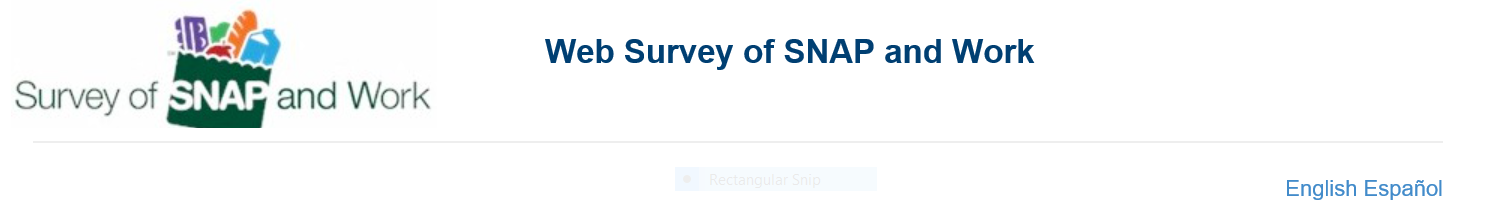 Web Survey of SNAP and Work
Survey of SNAP and Work
Rectangular Snip
English Español